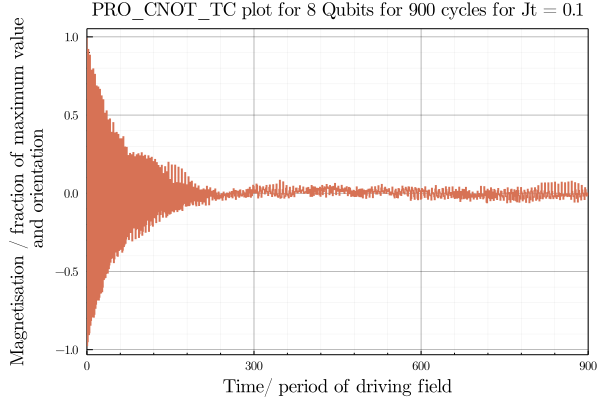 PRO_CNOT_TC plot for 8 Qubits for 900 cycles for Jt = 0.1
Magnetisation / fraction of maximum value
and orientation
1.0
0.5
0.0
−0.5
−1.0
0 300 600 900
Time/ period of driving field